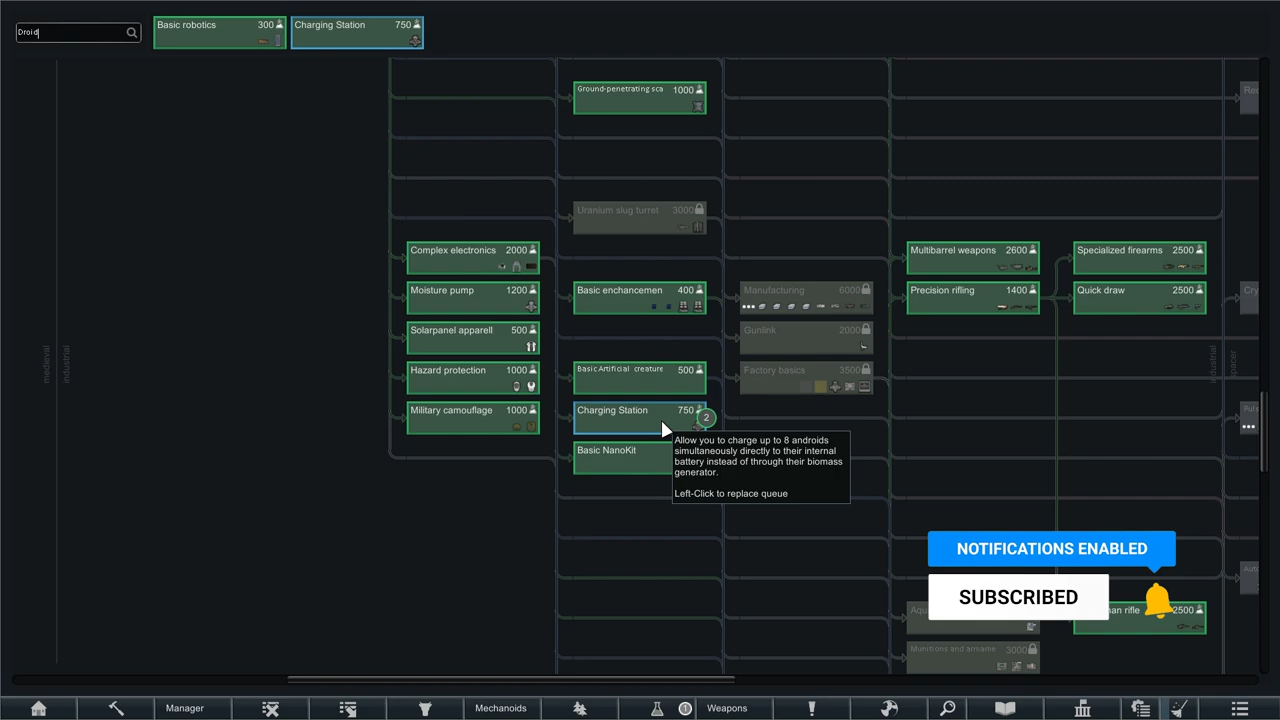 Droid
Basic robotics 300
Charging Station 750
Ground-penetrating sca 1000
Uranium slug turret 3000
Complex electronics 2000
Multibarrel weapons 2600
Specialized firearms 2500
Moisture pump 1200
Basic enchancemen 400
Manufacturing 6000
Precision rifling 1400
Quick draw 2500
Solarpanel apparell 500
Gunlink 2000
Hazard protection 1000
Basic Artificial creature 500
Factory basics 3500
medieval
industrial
industrial
spacer
Military camouflage 1000
Charging Station 750
2
Basic NanoKit
Allow you to charge up to 8 androids
simultaneously directly to their internal
battery instead of through their biomass
generator.
Left-Click to replace queue
NOTIFICATIONS ENABLED
SUBSCRIBED
2500
Munitions and 3000
Manager
Mechanoids
1
Weapons